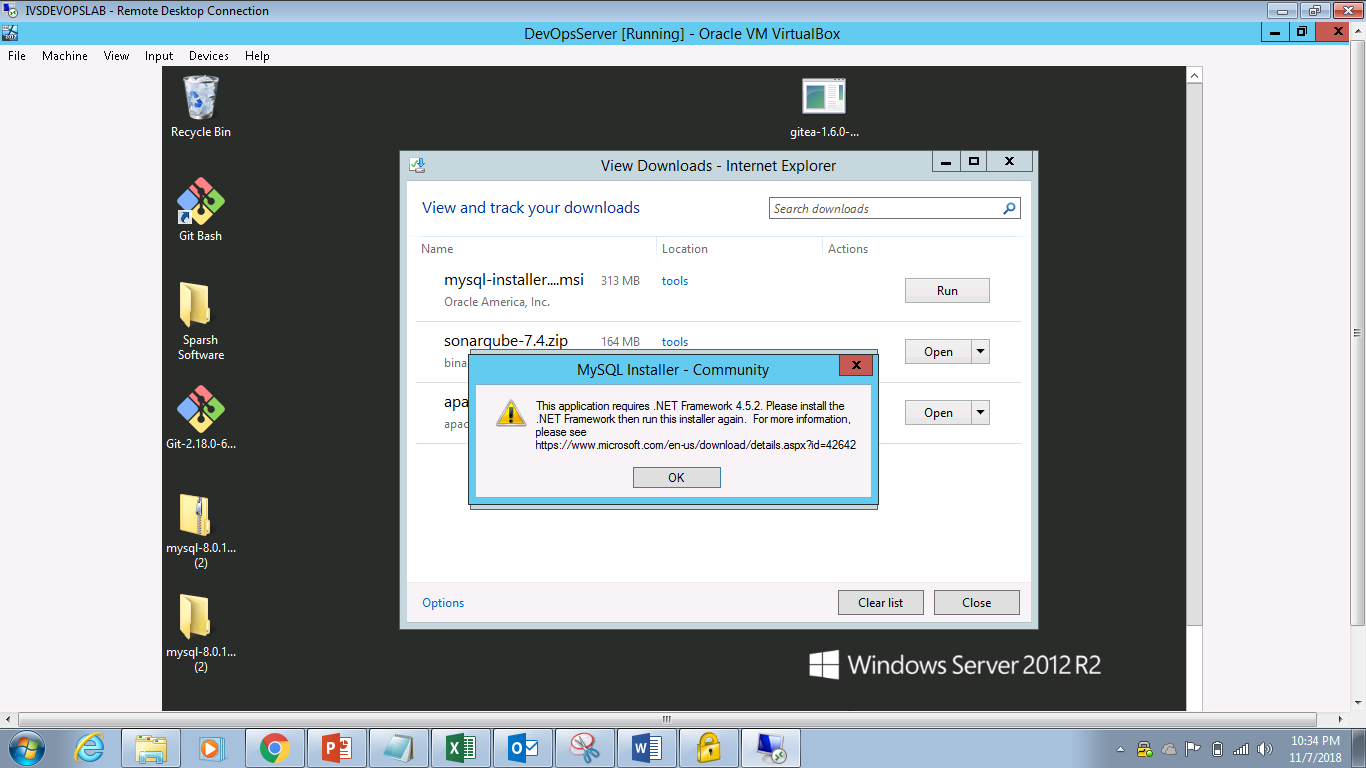 IVSDEVOPSLAB - Remote Desktop Connection
DevOpsServer [Running] - Oracle VM VirtualBox
File Machine View Input Devices Help
Recycle Bin
gitea-1.6.0-...
Git Bash
Sparsh
Software
Git-2.18.0-6...
mysql-8.0.1...
(2)
mysql-8.0.1...
(2)
View Downloads - Internet Explorer
View and track your downloads
Search downloads
Name Location Actions
mysql-installer....msi 313 MB tools Run
Oracle America, Inc.
sonarqube-7.4.zip 164 MB tools Open
bina
apa Open
apac
MySQL Installer - Community
This application requires .NET Framework 4.5.2. Please install the
.NET Framework then run this installer again. For more information,
please see
https://www.microsoft.com/en-us/download/details.aspx?id=42642
OK
Options Clear list Close
Windows Server 2012 R2
10:34 PM
11/7/2018